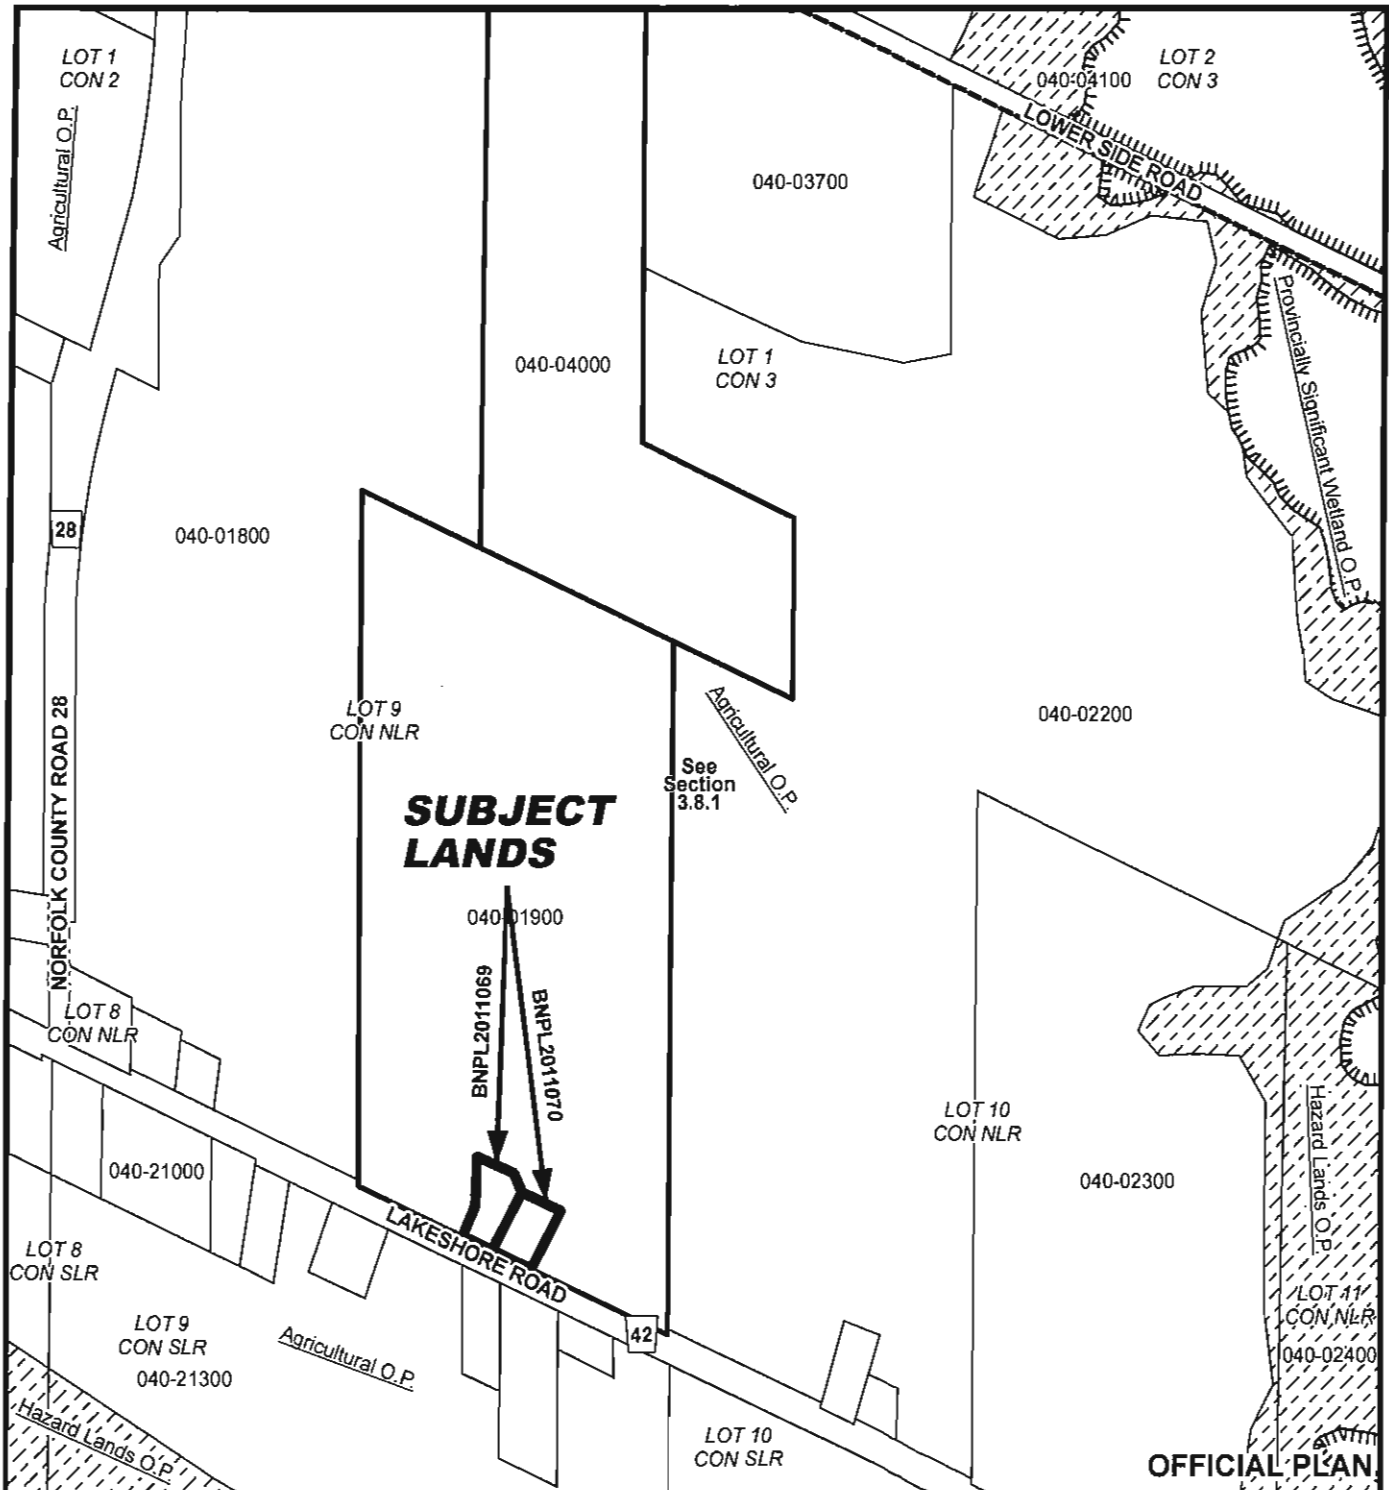 LOT 1
CON 2
Agricultural O.P.
040-04100
LOT 2
CON 3
LOWER SIDE ROAD
040-03700
040-04000
LOT 1
CON 3
Provincially Significant Wetland O.P.
28
040-01800
NORFOLK COUNTY ROAD 28
LOT 9
CON NLR
Agricultural O.P.
040-02200
See
Section
3.8.1
SUBJECT
LANDS
040-01900
BNPL2011069
BNPL2011070
LOT 8
CON NLR
LOT 10
CON NLR
Hazard Lands O.P.
040-21000
040-02300
LAKESHORE ROAD
LOT 8
CON SLR
LOT 9
CON SLR
040-21300
Agricultural O.P.
42
LOT 11
CON NLR
040-02400
Hazard Lands O.P.
LOT 10
CON SLR
OFFICIAL PLAN